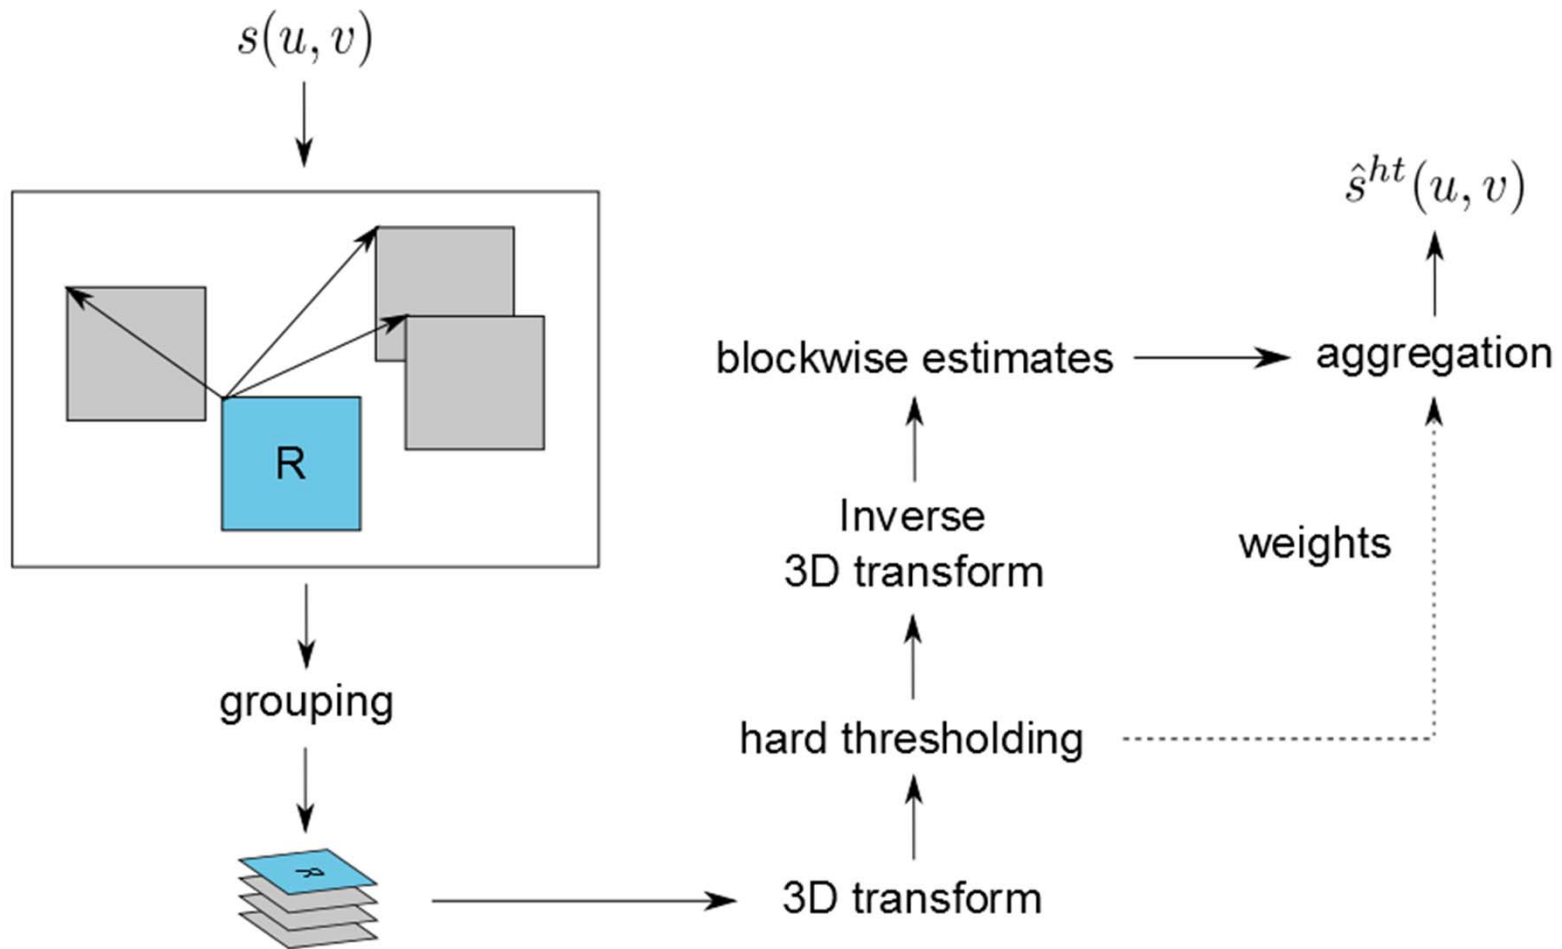 s(u, v)
R
grouping
R
3D transform
hard thresholding
Inverse
3D transform
blockwise estimates
weights
aggregation
ŝ^{ht}(u, v)